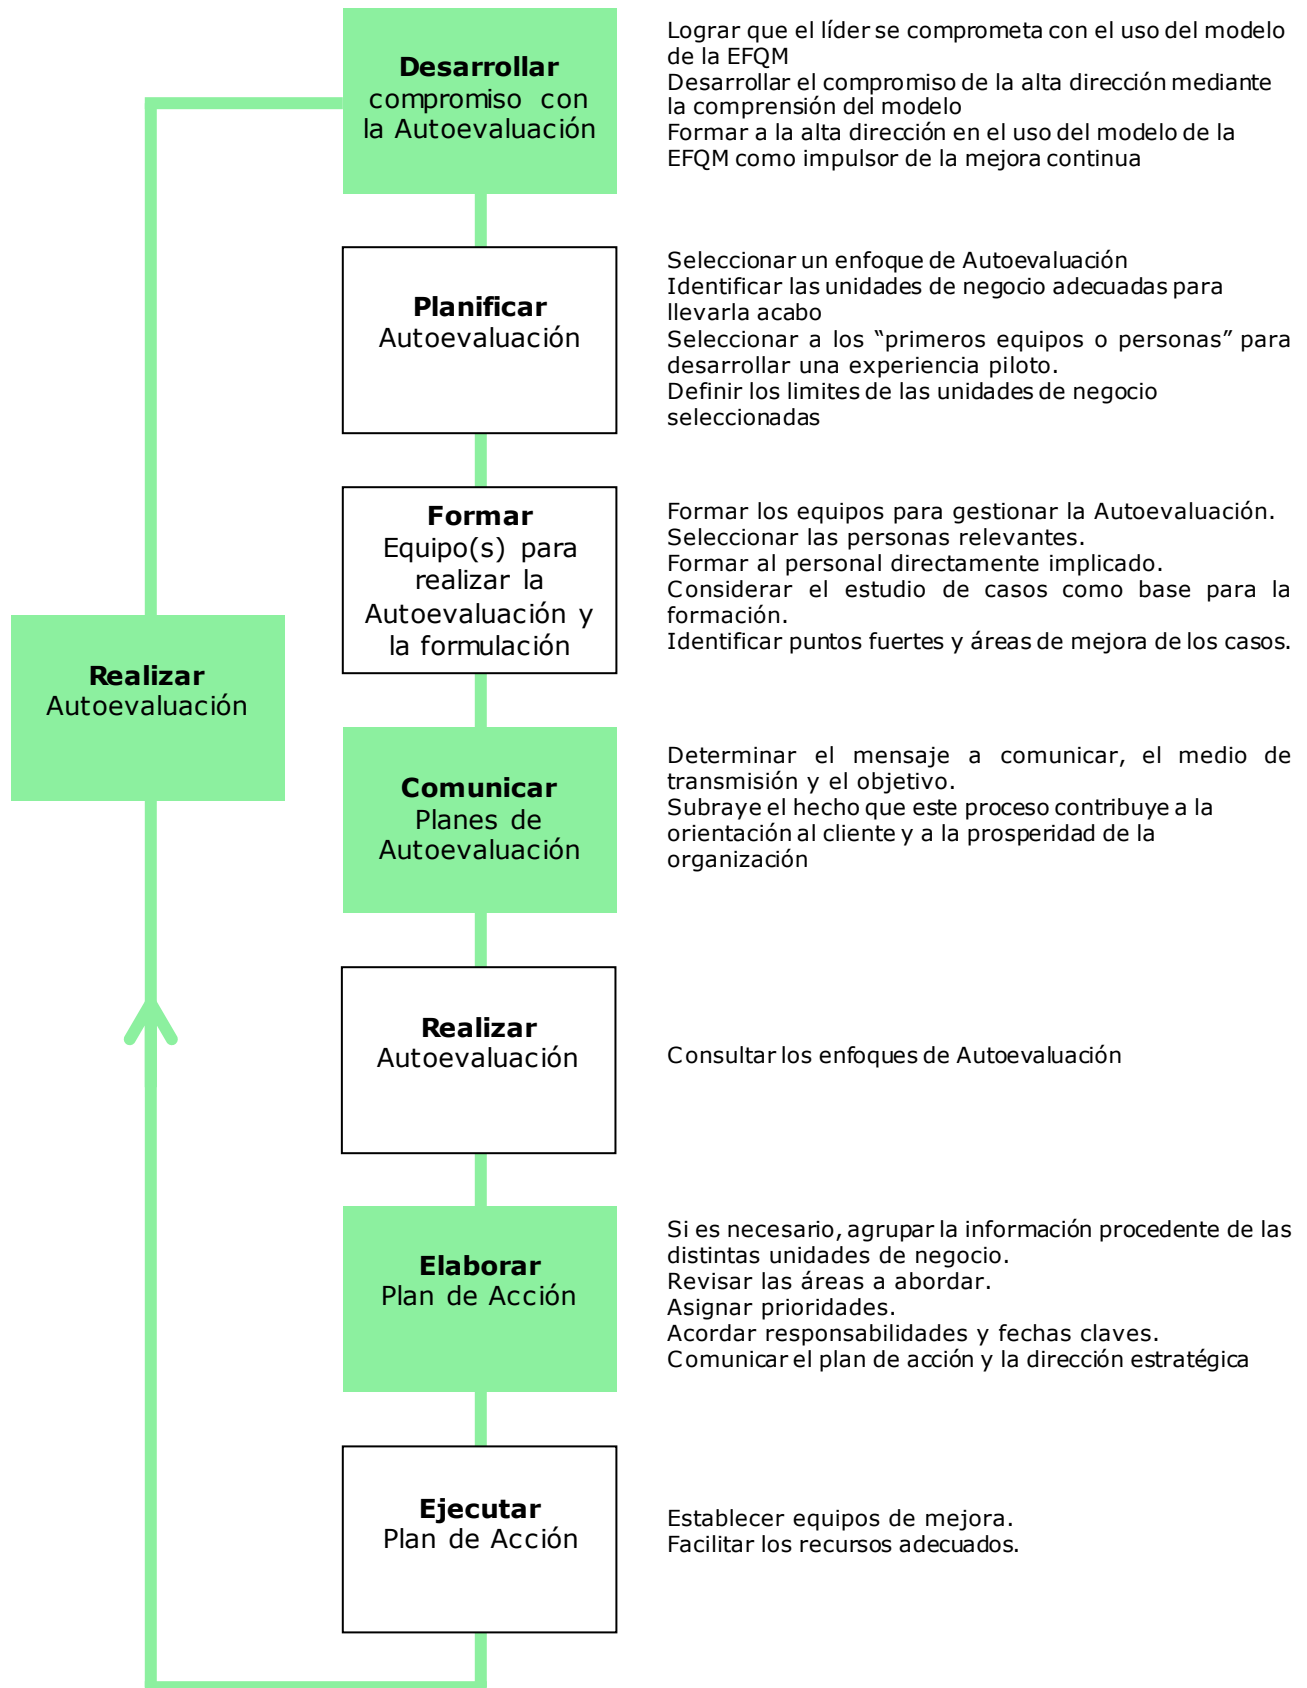 Desarrollar
compromiso con
la Autoevaluación
Lograr que el líder se comprometa con el uso del modelo
de la EFQM
Desarrollar el compromiso de la alta dirección mediante
la comprensión del modelo
Formar a la alta dirección en el uso del modelo de la
EFQM como impulsor de la mejora continua
Planificar
Autoevaluación
Seleccionar un enfoque de Autoevaluación
Identificar las unidades de negocio adecuadas para
llevarla acabo
Seleccionar a los “primeros equipos o personas” para
desarrollar una experiencia piloto.
Definir los limites de las unidades de negocio
seleccionadas
Formar
Equipo(s) para
realizar la
Autoevaluación y
la formulación
Formar los equipos para gestionar la Autoevaluación.
Seleccionar las personas relevantes.
Formar al personal directamente implicado.
Considerar el estudio de casos como base para la
formación.
Identificar puntos fuertes y áreas de mejora de los casos.
Realizar
Autoevaluación
Comunicar
Planes de
Autoevaluación
Determinar el mensaje a comunicar, el medio de
transmisión y el objetivo.
Subraye el hecho que este proceso contribuye a la
orientación al cliente y a la prosperidad de la
organización
Realizar
Autoevaluación
Consultar los enfoques de Autoevaluación
Elaborar
Plan de Acción
Si es necesario, agrupar la información procedente de las
distintas unidades de negocio.
Revisar las áreas a abordar.
Asignar prioridades.
Acordar responsabilidades y fechas claves.
Comunicar el plan de acción y la dirección estratégica
Ejecutar
Plan de Acción
Establecer equipos de mejora.
Facilitar los recursos adecuados.